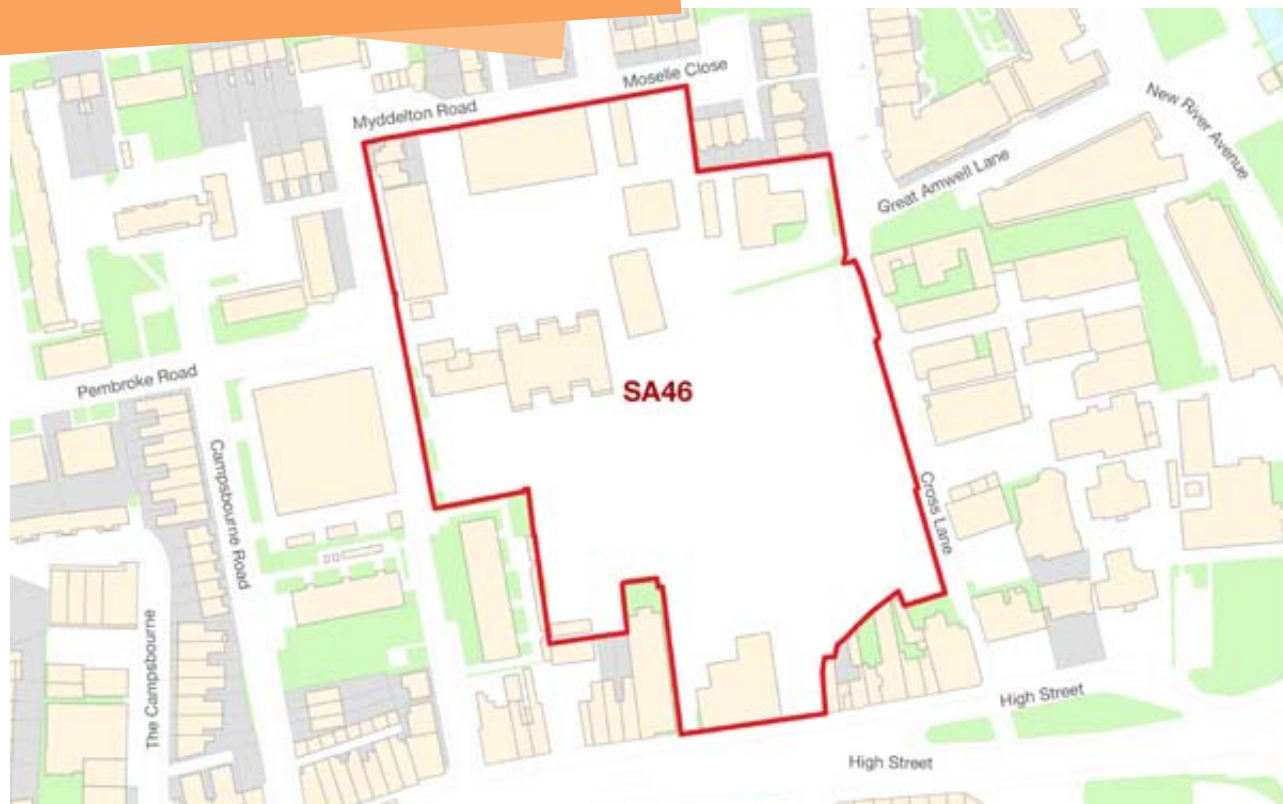 Moselle Close
Myddelton Road
New River Avenue
Great Amwell Lane
Pembroke Road
SA46
Campsbourne Road
Cross Lane
The Campsbourne
High Street
High Street